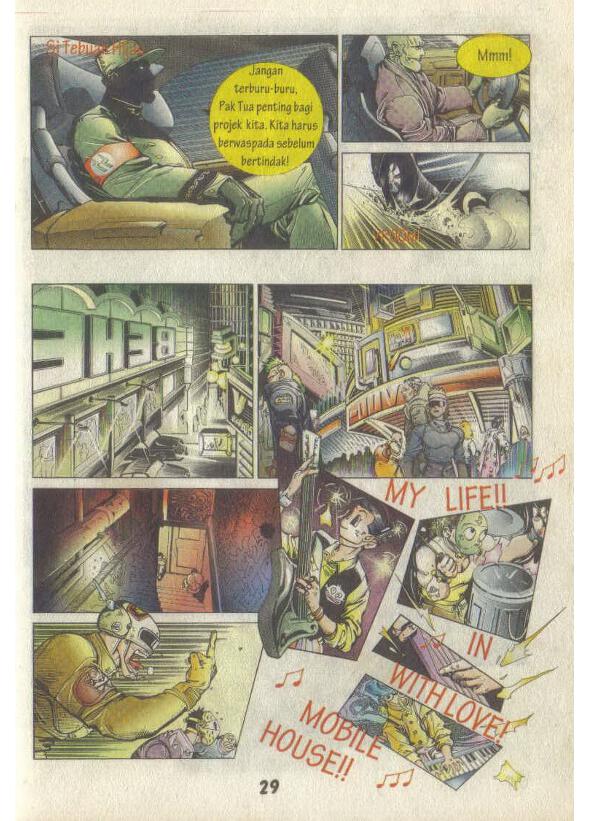 Jangan
terburu-buru.
Pak Tua penting bagi
projek kita. Kita harus
berwaspada sebelum
bertindak!
Mmm!
BEHE
MY LIFE!!
IN
WITH LOVE!!
MOBILE
HOUSE!!
29